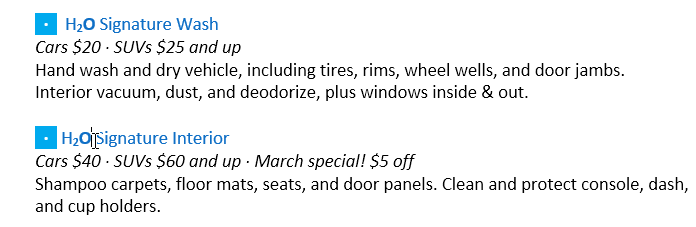 H₂O Signature Wash
Cars $20 · SUVs $25 and up
Hand wash and dry vehicle, including tires, rims, wheel wells, and door jambs.
Interior vacuum, dust, and deodorize, plus windows inside & out.
H₂O Signature Interior
Cars $40 · SUVs $60 and up · March special! $5 off
Shampoo carpets, floor mats, seats, and door panels. Clean and protect console, dash,
and cup holders.